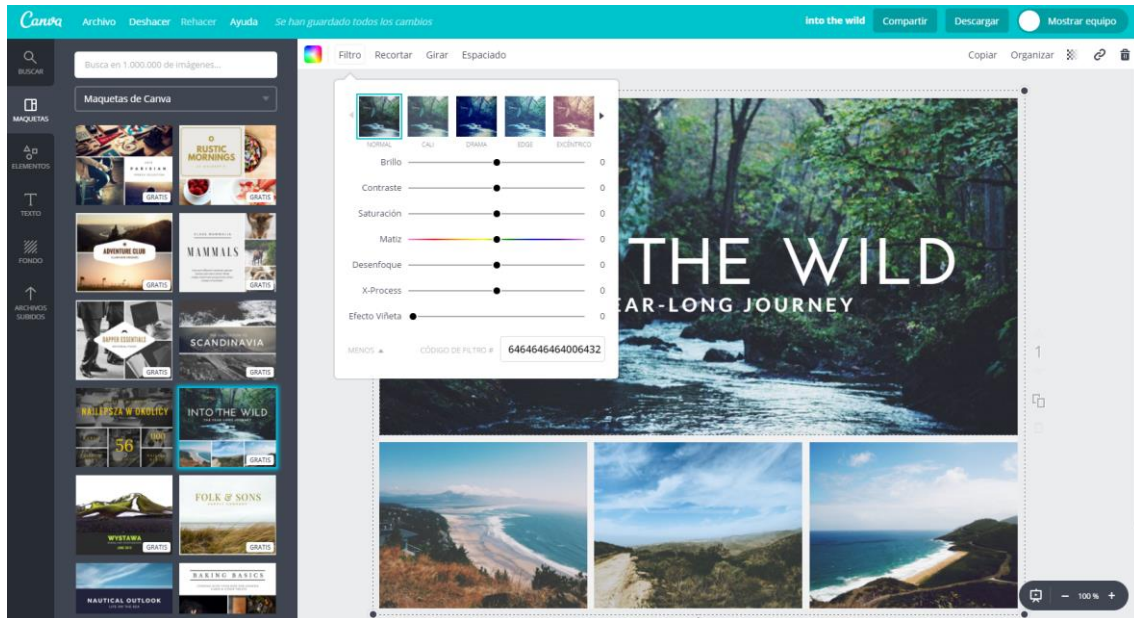 Canva Archivo Deshacer Rehacer Ayuda Se han guardado todos los cambios into the wild Compartir Descargar Mostrar equipo
BUSCAR
MAQUETAS
ELEMENTOS
TEXTO
FONDO
ARCHIVOS
SUBIDOS
Busca en 1.000.000 de imágenes...
Maquetas de Canva
PARISIAN
GRATIS
RUSTIC
MORNINGS
GRATIS
ADVENTURE CLUB
GRATIS
MAMMALS
GRATIS
DAPPER ESSENTIALS
GRATIS
SCANDINAVIA
GRATIS
NAJLEPSZA W OKOLICY
56
INTO THE WILD
GRATIS
WYSTAWA
GRATIS
FOLK & SONS
GRATIS
NAUTICAL OUTLOOK
BAKING BASICS
Filtro Recortar Girar Espaciado Copiar Organizar
NORMAL CALI DRAMA EDGE EXCÉNTRICO
Brillo 0
Contraste 0
Saturación 0
Matiz 0
Desenfoque 0
X-Process 0
Efecto Viñeta 0
MENOS CÓDIGO DE FILTRO # 6464646464006432
THE WILD
AR-LONG JOURNEY
1
− 100 % +